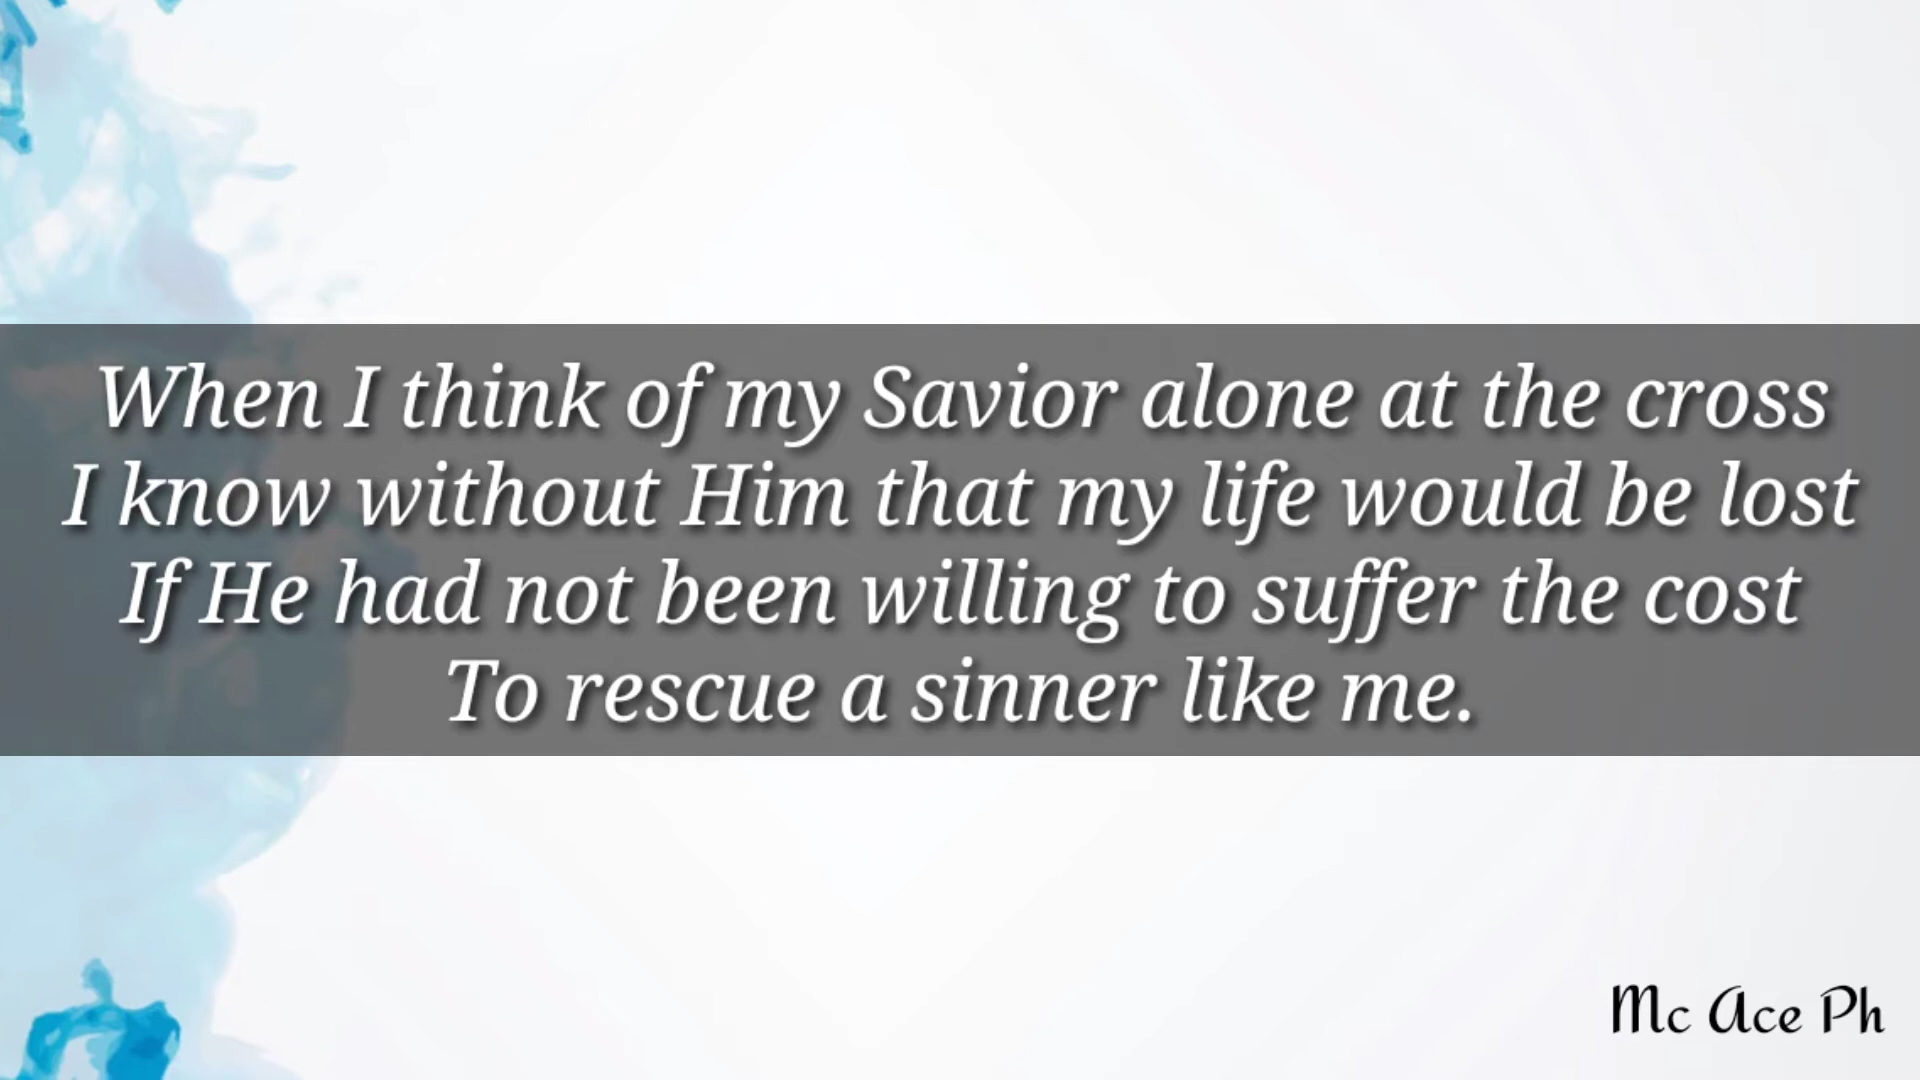 When I think of my Savior alone at the cross
I know without Him that my life would be lost
If He had not been willing to suffer the cost
To rescue a sinner like me.
Mc Ace Ph